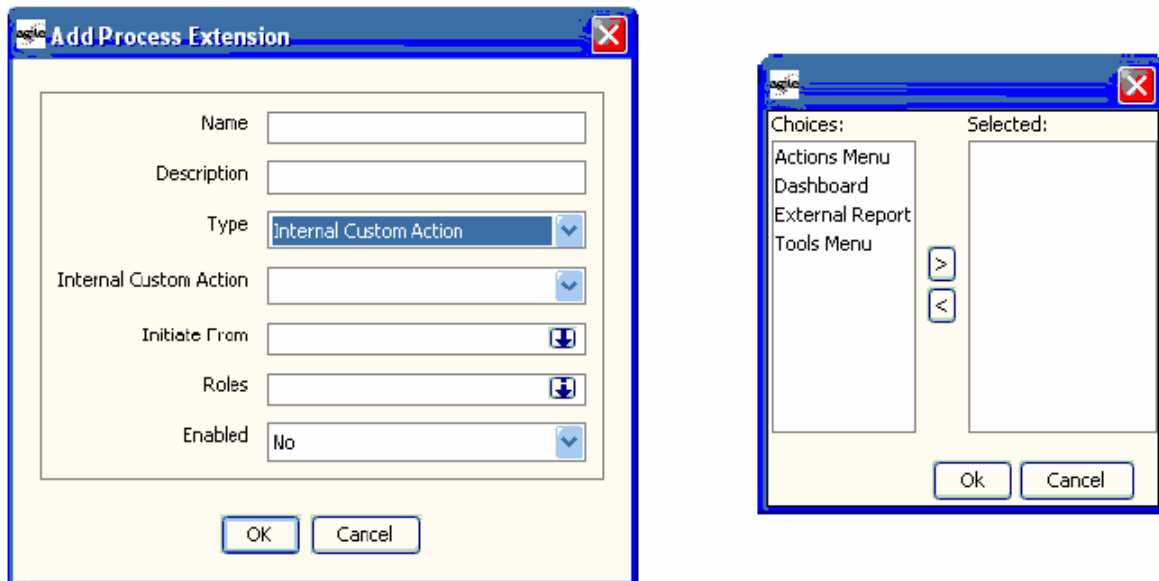 agile Add Process Extension
Name
Description
Type Internal Custom Action
Internal Custom Action
Initiate From
Roles
Enabled No
OK Cancel
agile
Choices: Selected:
Actions Menu
Dashboard
External Report
Tools Menu
>
<
Ok Cancel